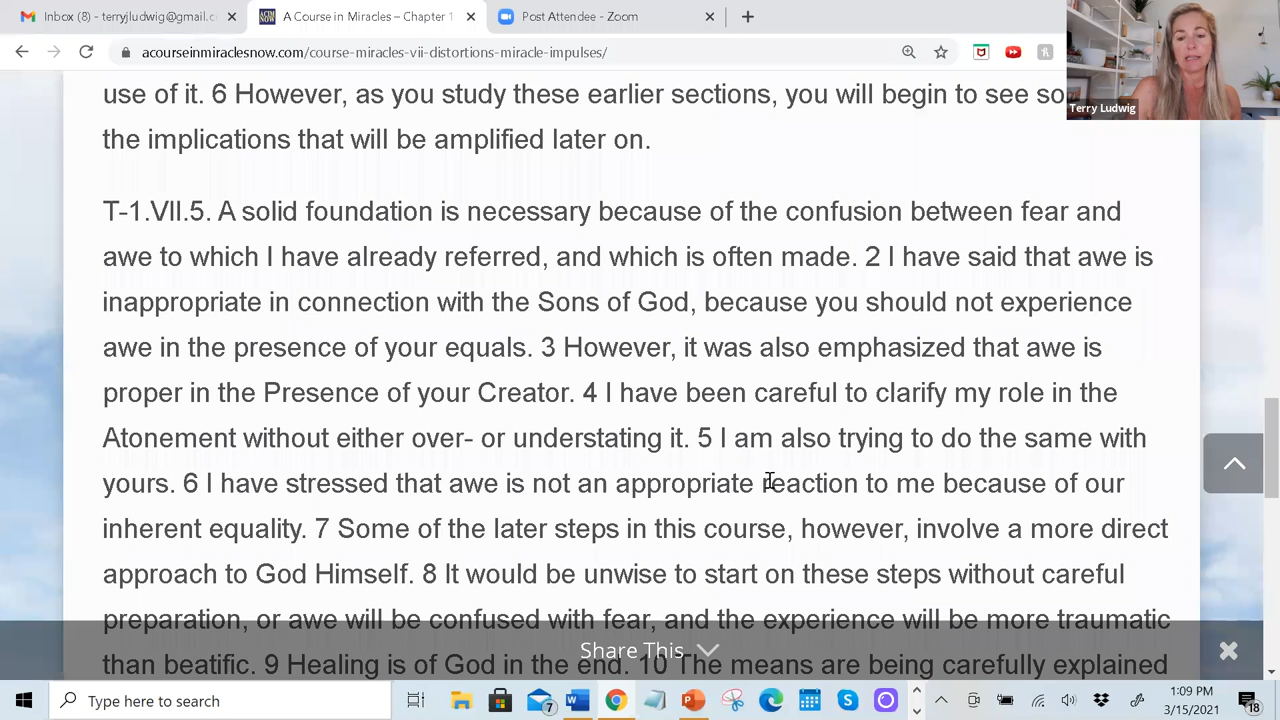 Inbox (8) - terryjludwig@gmail.c
A Course in Miracles – Chapter 1
Post Attendee - Zoom
acourseinmiraclesnow.com/course-miracles-vii-distortions-miracle-impulses/
Terry Ludwig
use of it. 6 However, as you study these earlier sections, you will begin to see so
the implications that will be amplified later on.
T-1.VII.5. A solid foundation is necessary because of the confusion between fear and
awe to which I have already referred, and which is often made. 2 I have said that awe is
inappropriate in connection with the Sons of God, because you should not experience
awe in the presence of your equals. 3 However, it was also emphasized that awe is
proper in the Presence of your Creator. 4 I have been careful to clarify my role in the
Atonement without either over- or understating it. 5 I am also trying to do the same with
yours. 6 I have stressed that awe is not an appropriate reaction to me because of our
inherent equality. 7 Some of the later steps in this course, however, involve a more direct
approach to God Himself. 8 It would be unwise to start on these steps without careful
preparation, or awe will be confused with fear, and the experience will be more traumatic
than beatific. 9 Healing is of God in the end. 10 The means are being carefully explained
Share This
Type here to search
7
1:09 PM
3/15/2021
18